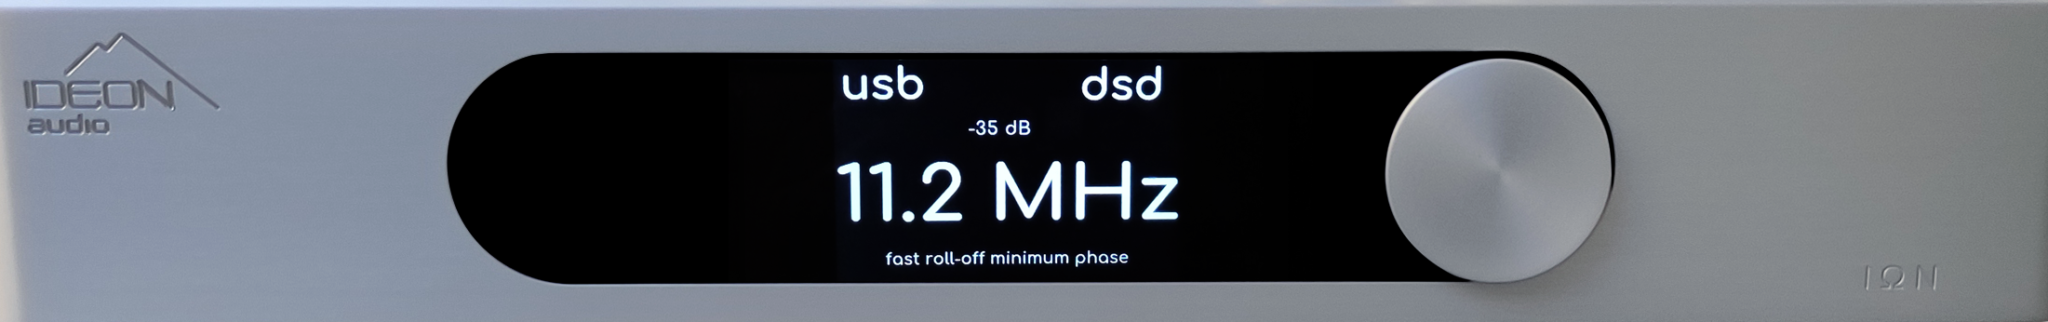 IDEON
audio
usb dsd
-35 dB
11.2 MHz
fast roll-off minimum phase
IΩN